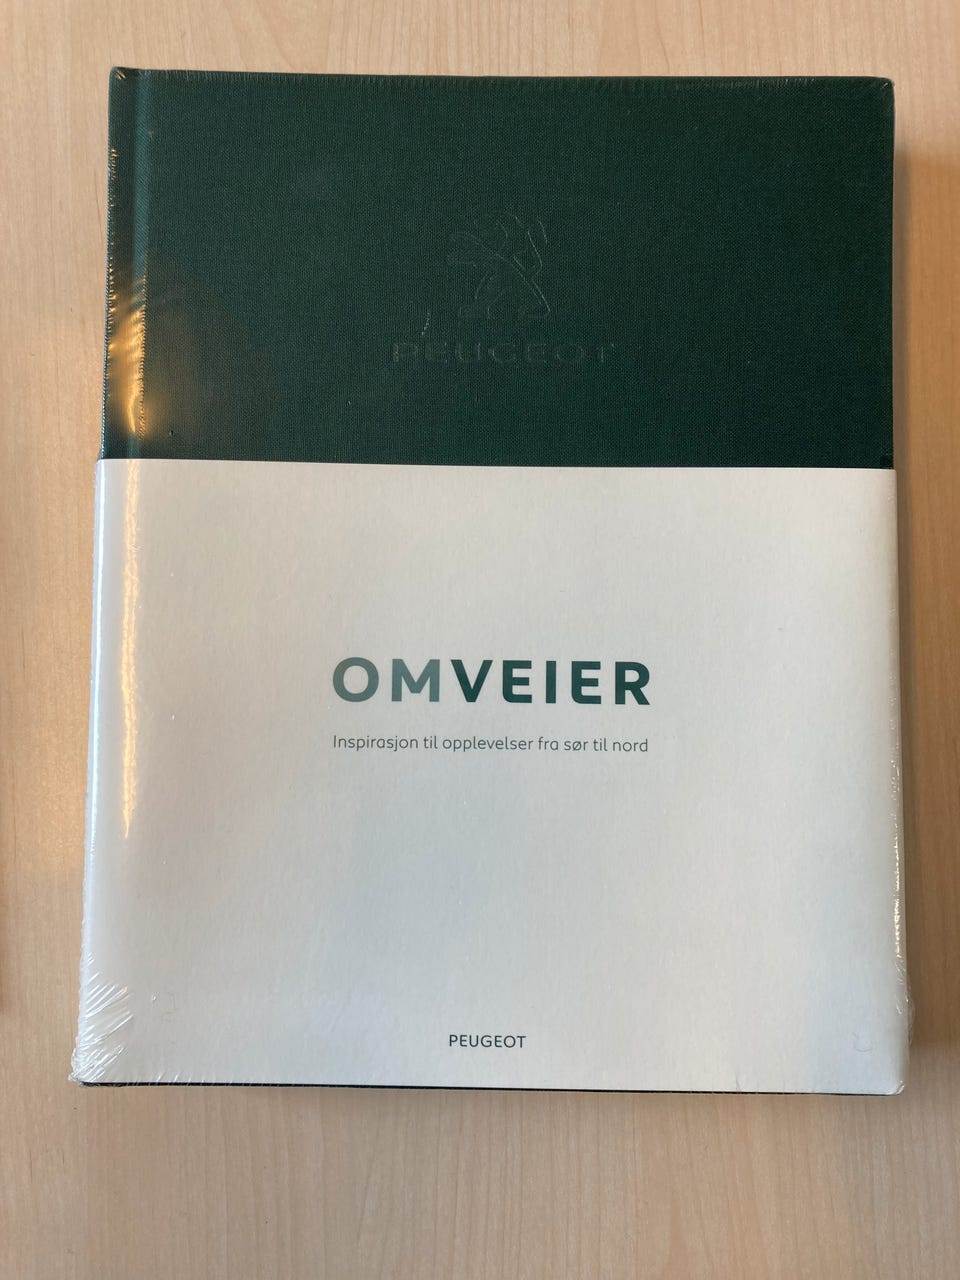 PEUGEOT
OMVEIER
Inspirasjon til opplevelser fra sør til nord
PEUGEOT